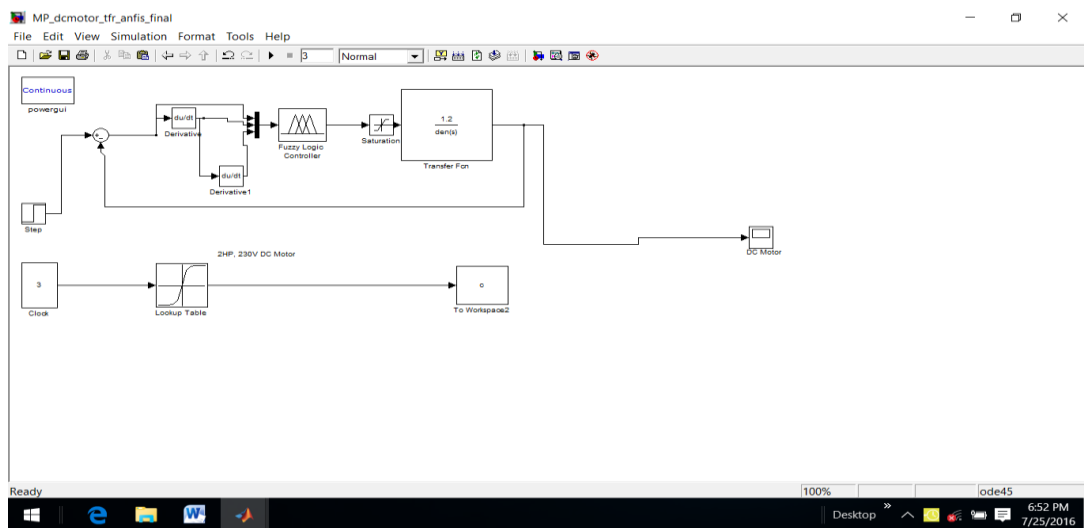 MP_dcmotor_tfr_anfis_final
File Edit View Simulation Format Tools Help
3 Normal
Continuous
powergui
du/dt
Derivative
Fuzzy Logic
Controller
Saturation
1.2
den(s)
Transfer Fcn
du/dt
Derivative1
Step
DC Motor
2HP, 230V DC Motor
3
Clock
Lookup Table
c
To Workspace2
Ready 100% ode45
Desktop
6:52 PM
7/25/2016